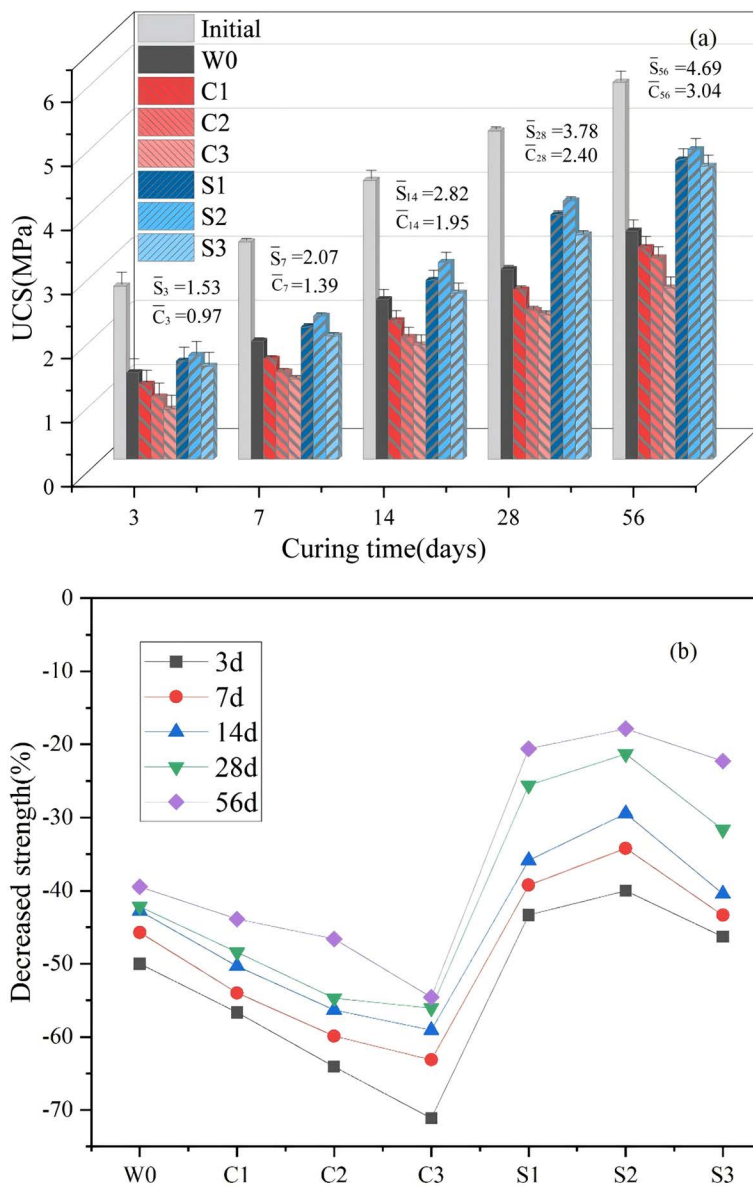 Initial
W0
C1
C2
C3
S1
S2
S3
(a)
S̅₅₆ =4.69
C̅₅₆ =3.04
S̅₂₈ =3.78
C̅₂₈ =2.40
S̅₁₄ =2.82
C̅₁₄ =1.95
S̅₇ =2.07
C̅₇ =1.39
S̅₃ =1.53
C̅₃ =0.97
UCS(MPa)
6
5
4
3
2
1
0
3 7 14 28 56
Curing time(days)
(b)
3d
7d
14d
28d
56d
Decreased strength(%)
0
-10
-20
-30
-40
-50
-60
-70
W0 C1 C2 C3 S1 S2 S3